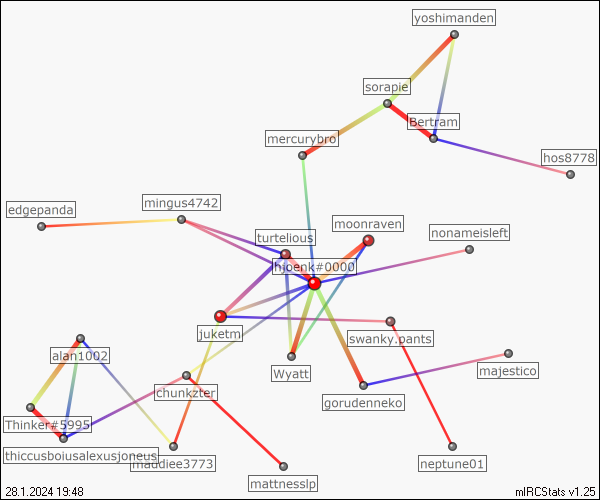 yoshimanden
sorapie
Bertram
mercurybro
hos8778
mingus4742
edgepanda
moonraven
turtelious
nonameisleft
hjoenk#0000
juketm
swanky.pants
alan1002
Wyatt
majestico
chunkzter
gorudenneko
Thinker#5995
thiccusboiusalexusjoneus
maudiee3773
neptune01
mattnesslp
28.1.2024 19:48
mIRCStats v1.25